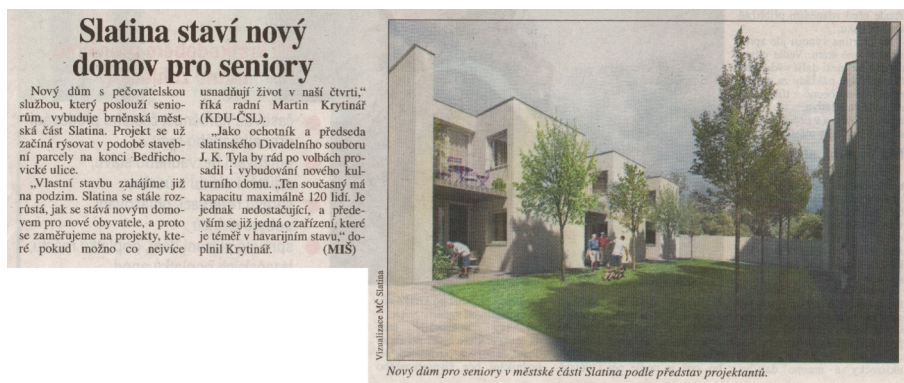 Slatina staví nový
domov pro seniory
Nový dům s pečovatelskou
službou, který poslouží senio-
rům, vybuduje brněnská měst-
ská část Slatina. Projekt se už
začíná rýsovat v podobě staveb-
ní parcely na konci Bedřicho-
vické ulice.
„Vlastní stavbu zahájíme již
na podzim. Slatina se stále roz-
růstá, jak se stává novým domo-
vem pro nové obyvatele, a proto
se zaměřujeme na projekty, kte-
ré pokud možno co nejvíce
usnadňují život v naší čtvrti,“
říká radní Martin Krytinář
(KDU-ČSL).
„Jako ochotník a předseda
slatinského Divadelního souboru
J. K. Tyla by rád po volbách pro-
sadil i vybudování nového kul-
turního domu. „Ten současný má
kapacitu maximálně 120 lidí. Je
jednak nedostačující, a přede-
vším se již jedná o zařízení, které
je téměř v havarijním stavu,“ do-
plnil Krytinář. (MIŠ)
Vizualizace MČ Slatina
Nový dům pro seniory v městské části Slatina podle představ projektantů.